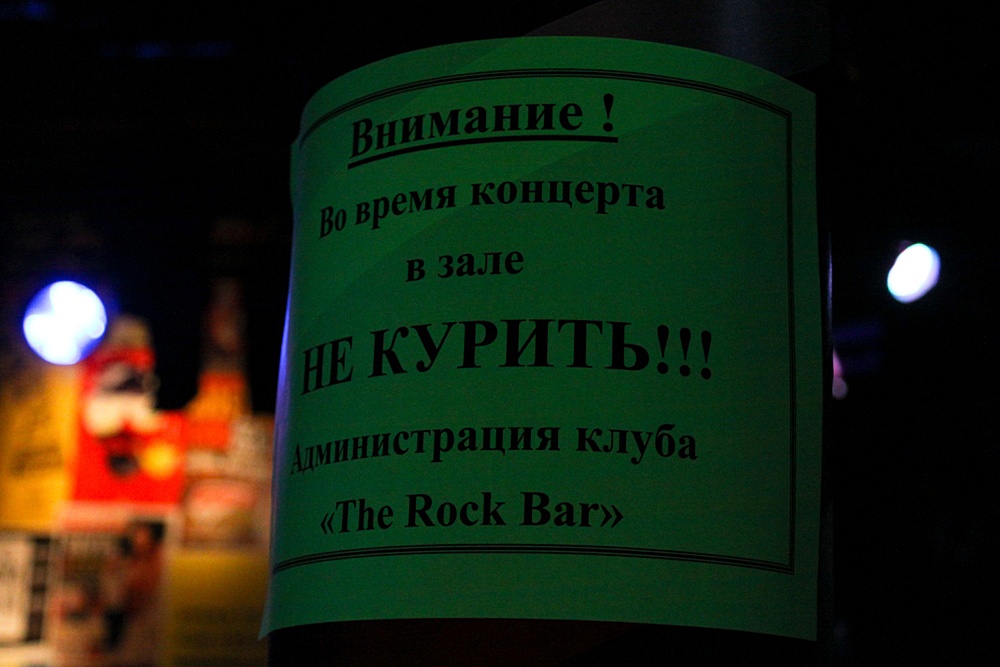 Внимание !
Во время концерта
в зале
НЕ КУРИТЬ!!!
Администрация клуба
«The Rock Bar»